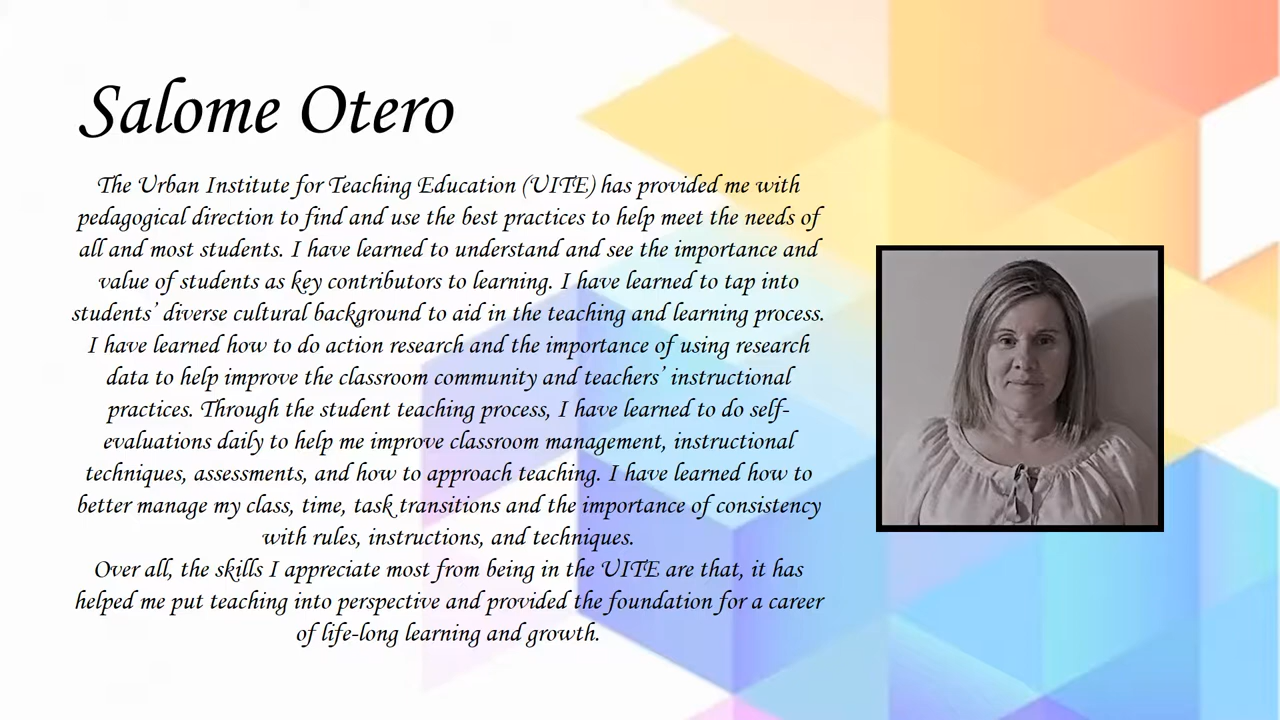 Salome Otero
The Urban Institute for Teaching Education (UITE) has provided me with
pedagogical direction to find and use the best practices to help meet the needs of
all and most students. I have learned to understand and see the importance and
value of students as key contributors to learning. I have learned to tap into
students’ diverse cultural background to aid in the teaching and learning process.
I have learned how to do action research and the importance of using research
data to help improve the classroom community and teachers’ instructional
practices. Through the student teaching process, I have learned to do self-
evaluations daily to help me improve classroom management, instructional
techniques, assessments, and how to approach teaching. I have learned how to
better manage my class, time, task transitions and the importance of consistency
with rules, instructions, and techniques.
Over all, the skills I appreciate most from being in the UITE are that, it has
helped me put teaching into perspective and provided the foundation for a career
of life-long learning and growth.